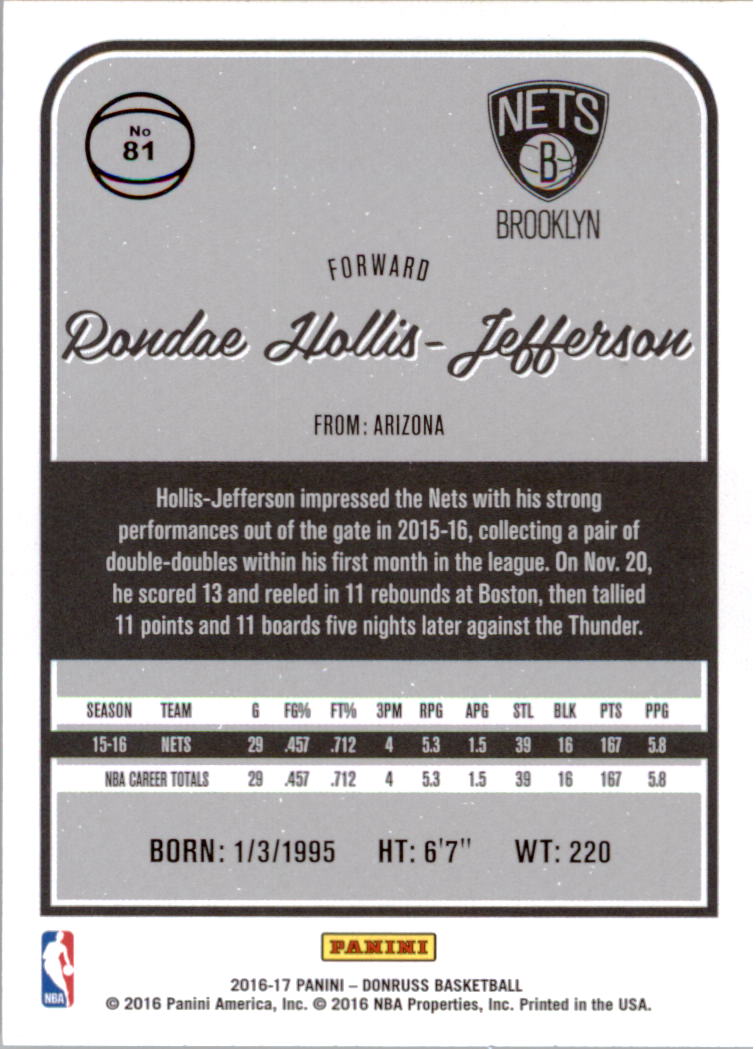 No
81
NETS
B
BROOKLYN
FORWARD
Rondae Hollis-Jefferson
FROM: ARIZONA
Hollis-Jefferson impressed the Nets with his strong
performances out of the gate in 2015-16, collecting a pair of
double-doubles within his first month in the league. On Nov. 20,
he scored 13 and reeled in 11 rebounds at Boston, then tallied
11 points and 11 boards five nights later against the Thunder.
SEASON TEAM G FG% FT% 3PM RPG APG STL BLK PTS PPG
15-16 NETS 29 .457 .712 4 5.3 1.5 39 16 167 5.8
NBA CAREER TOTALS 29 .457 .712 4 5.3 1.5 39 16 167 5.8
BORN: 1/3/1995 HT: 6'7" WT: 220
PANINI
NBA
2016-17 PANINI – DONRUSS BASKETBALL
© 2016 Panini America, Inc. © 2016 NBA Properties, Inc. Printed in the USA.